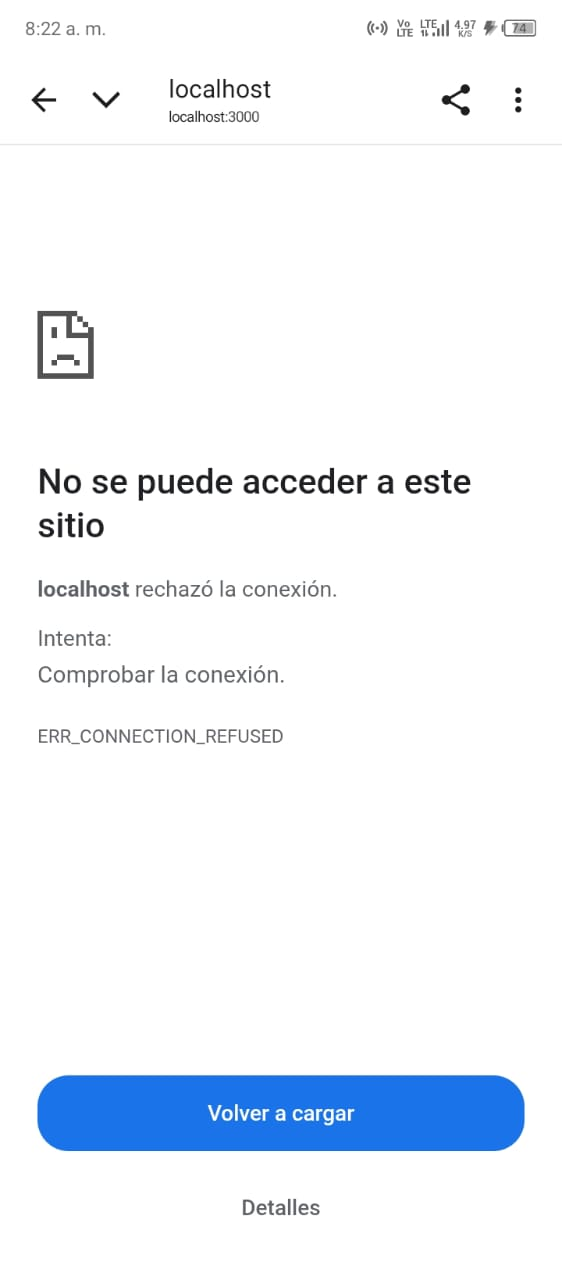 8:22 a. m.
Vo LTE LTE 4.97 K/S 74
localhost
localhost:3000
No se puede acceder a este
sitio
localhost rechazó la conexión.
Intenta:
Comprobar la conexión.
ERR_CONNECTION_REFUSED
Volver a cargar
Detalles